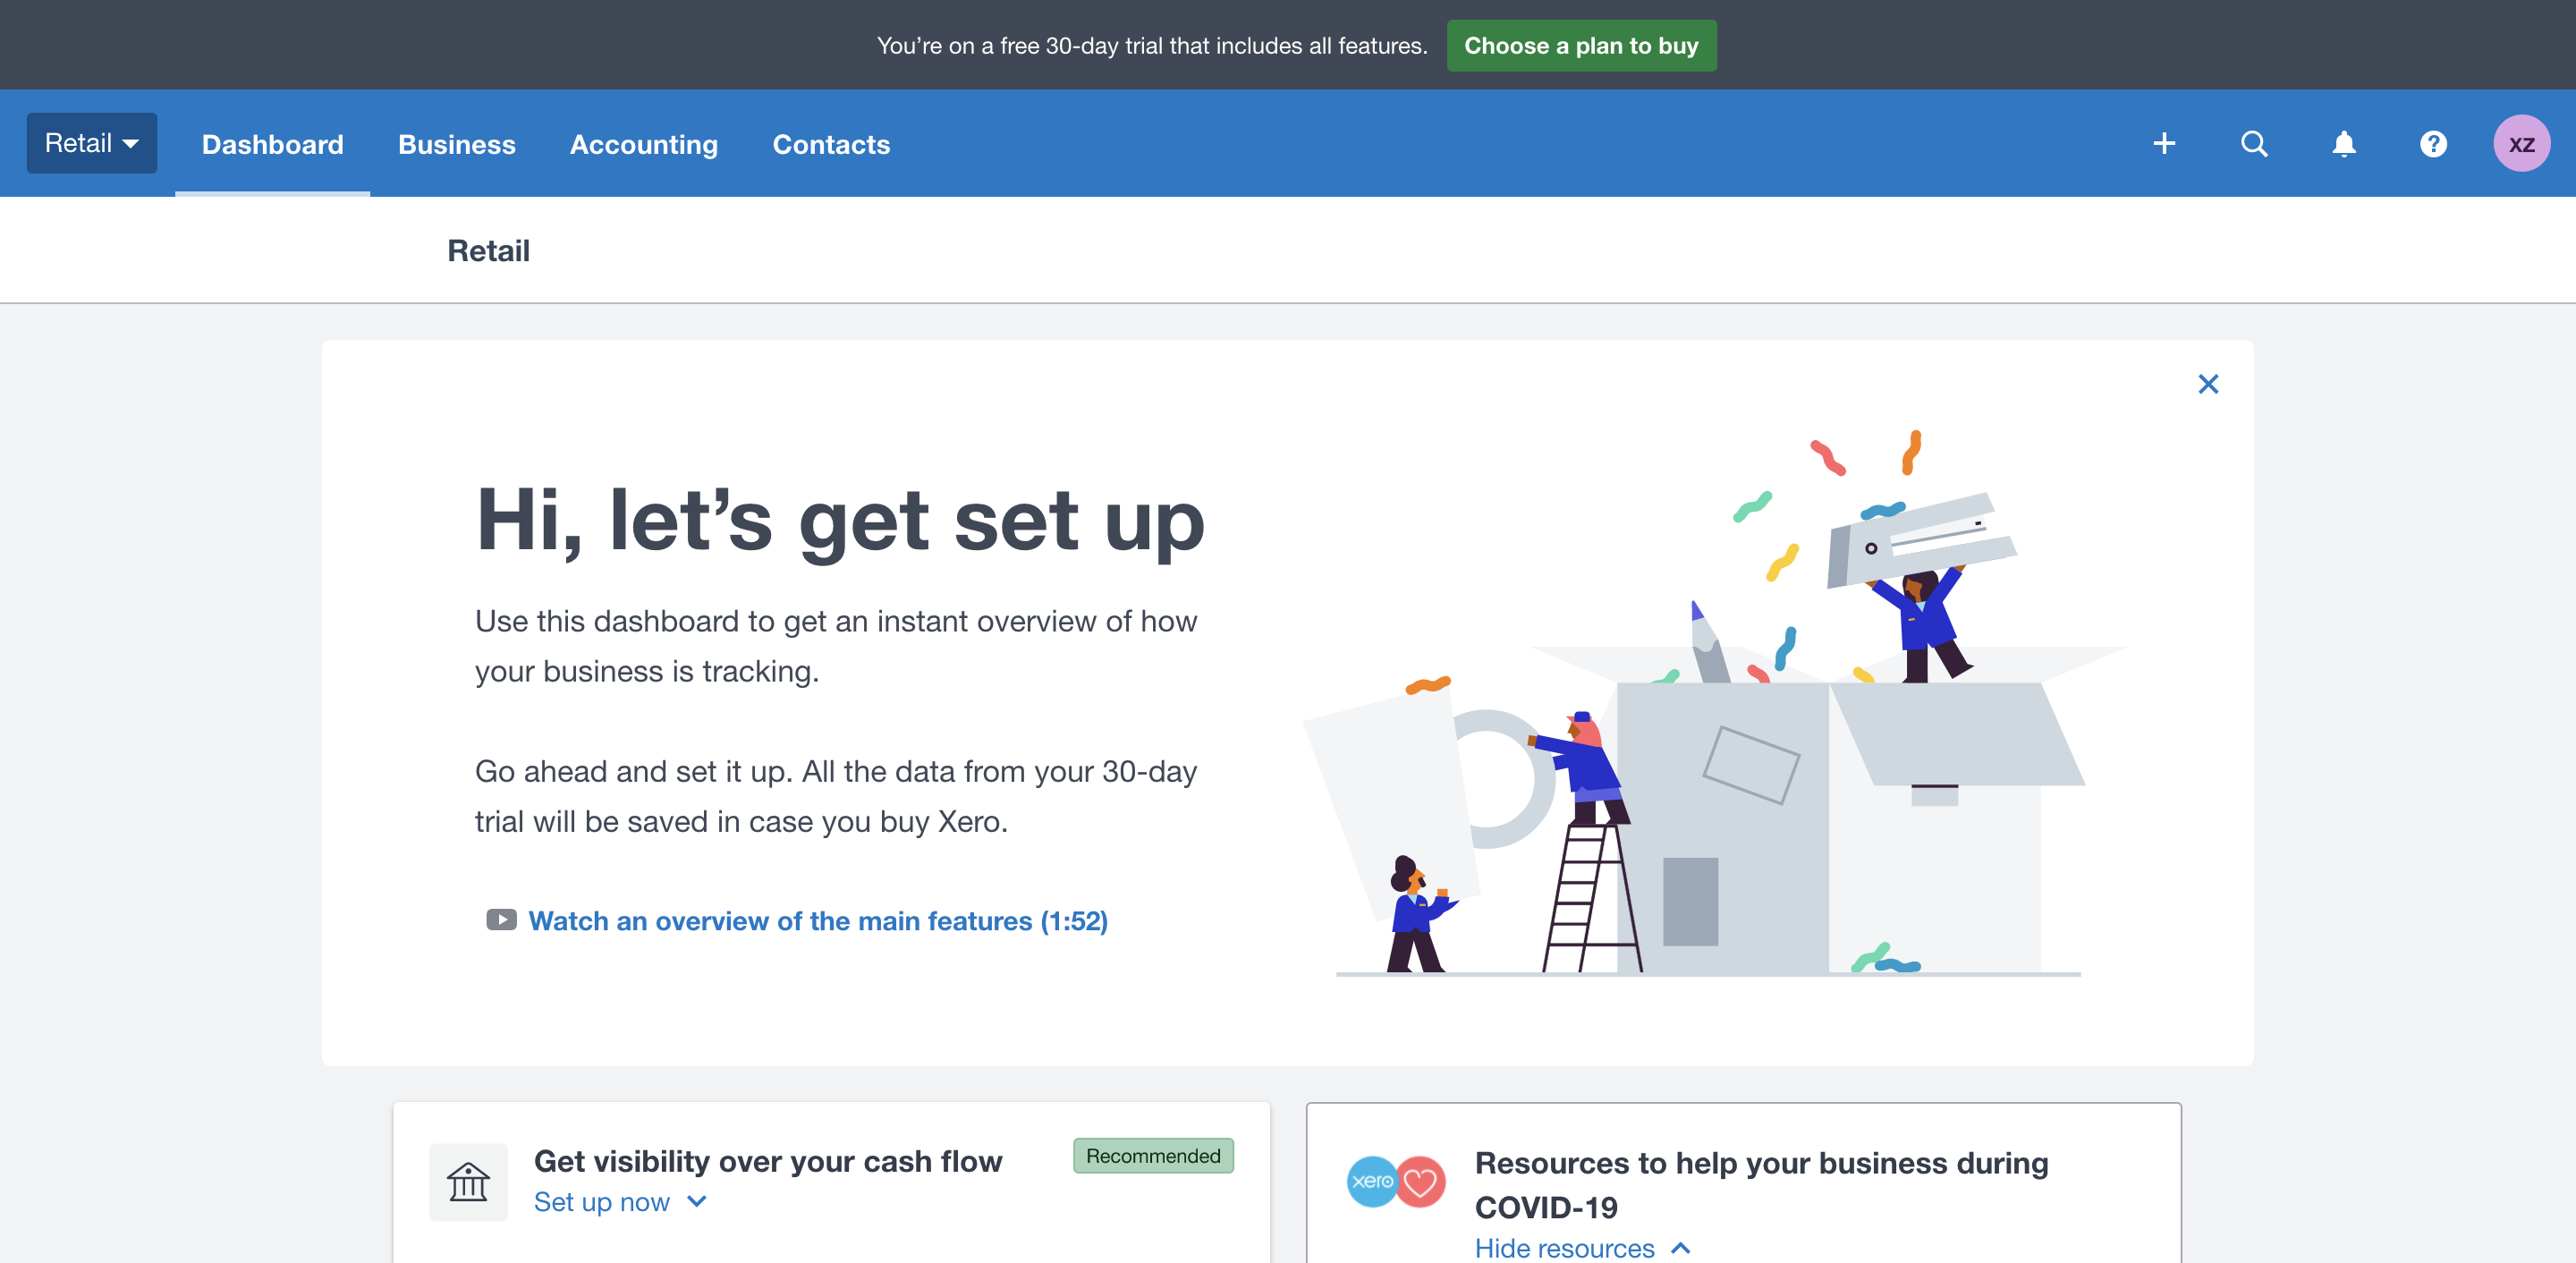 You’re on a free 30-day trial that includes all features. Choose a plan to buy
Retail Dashboard Business Accounting Contacts ? XZ
Retail
Hi, let’s get set up
Use this dashboard to get an instant overview of how
your business is tracking.
Go ahead and set it up. All the data from your 30-day
trial will be saved in case you buy Xero.
Watch an overview of the main features (1:52)
Get visibility over your cash flow
Recommended
Set up now
xero
Resources to help your business during
COVID-19
Hide resources